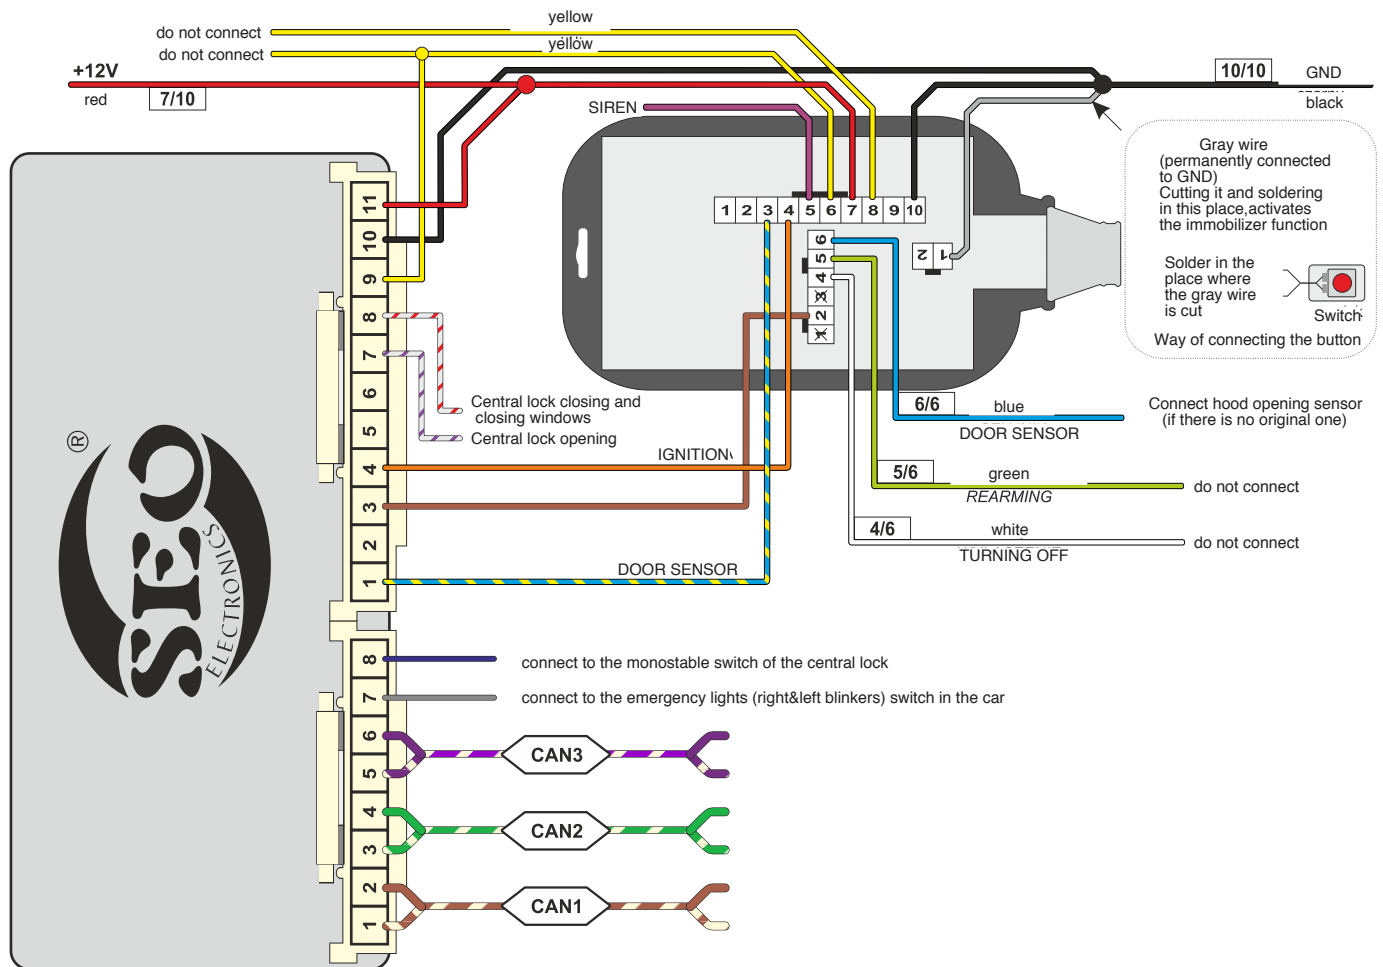 yellow
do not connect
yellow
do not connect
+12V
red
7/10
10/10
GND
black
SIREN
Gray wire
(permanently connected
to GND)
Cutting it and soldering
in this place,activates
the immobilizer function
Solder in the
place where
the gray wire
is cut
Switch
Way of connecting the button
1 2 3 4 5 6 7 8 9 10
6
5
4
3
2
1
2 1
11
10
9
8
7
6
5
4
3
2
1
Central lock closing and
closing windows
Central lock opening
IGNITION
DOOR SENSOR
6/6
blue
DOOR SENSOR
Connect hood opening sensor
(if there is no original one)
5/6
green
REARMING
do not connect
4/6
white
TURNING OFF
do not connect
®
SEO
ELECTRONICS
8
connect to the monostable switch of the central lock
7
connect to the emergency lights (right&left blinkers) switch in the car
6
5
CAN3
4
3
CAN2
2
1
CAN1